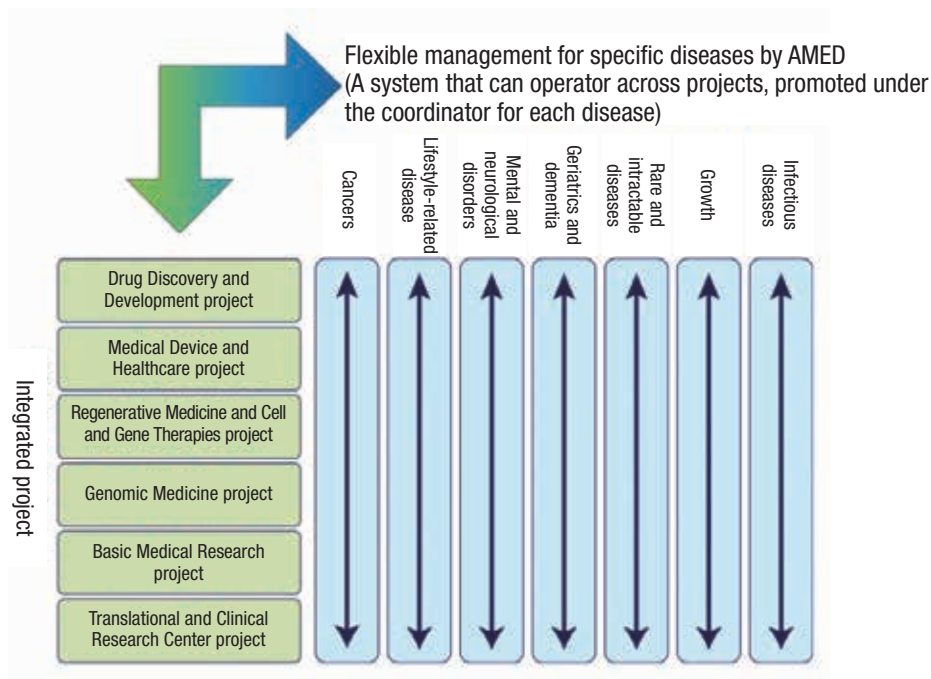 Flexible management for specific diseases by AMED
(A system that can operator across projects, promoted under
the coordinator for each disease)
Cancers
Lifestyle-related
disease
Mental and
neurological
disorders
Geriatrics and
dementia
Rare and
intractable
diseases
Growth
Infectious
diseases
Integrated project
Drug Discovery and
Development project
Medical Device and
Healthcare project
Regenerative Medicine and Cell
and Gene Therapies project
Genomic Medicine project
Basic Medical Research
project
Translational and Clinical
Research Center project